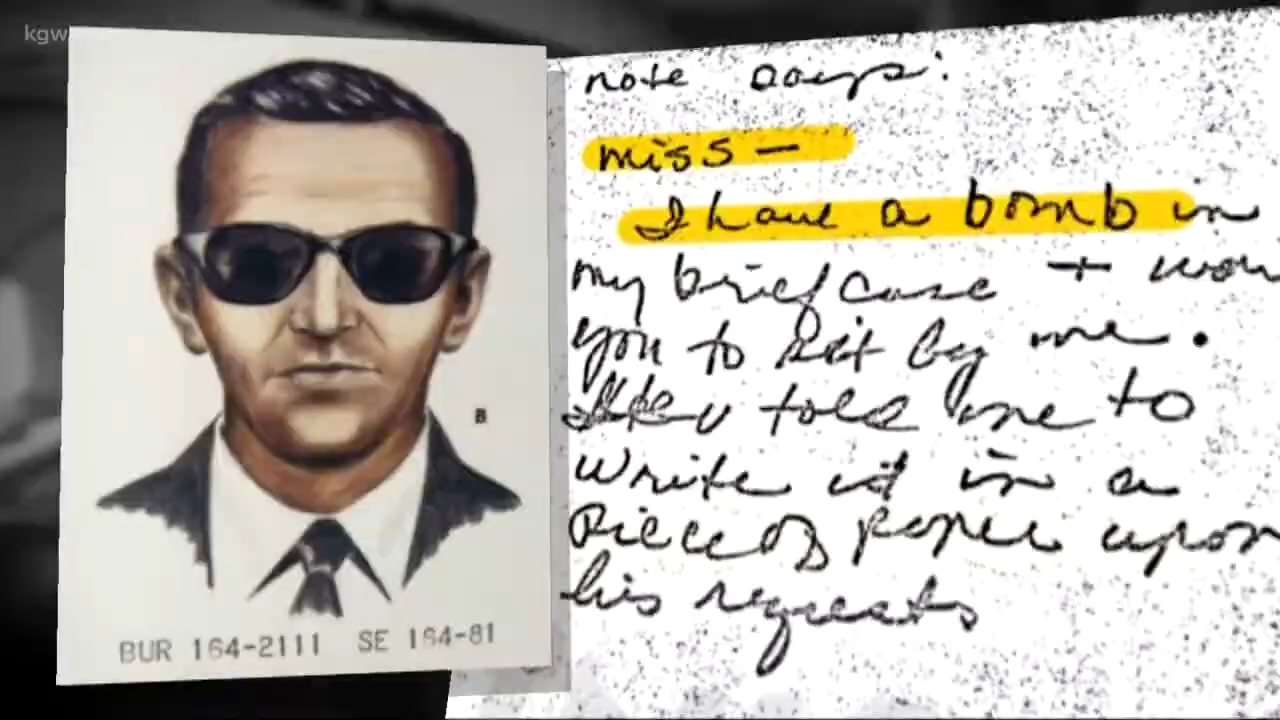 kgw
B
BUR 164-2111 SE 164-81
note says:
miss —
I have a bomb in
my briefcase + wan
you to sit by me.
told me to
write it in a
piece of paper upon
his requests